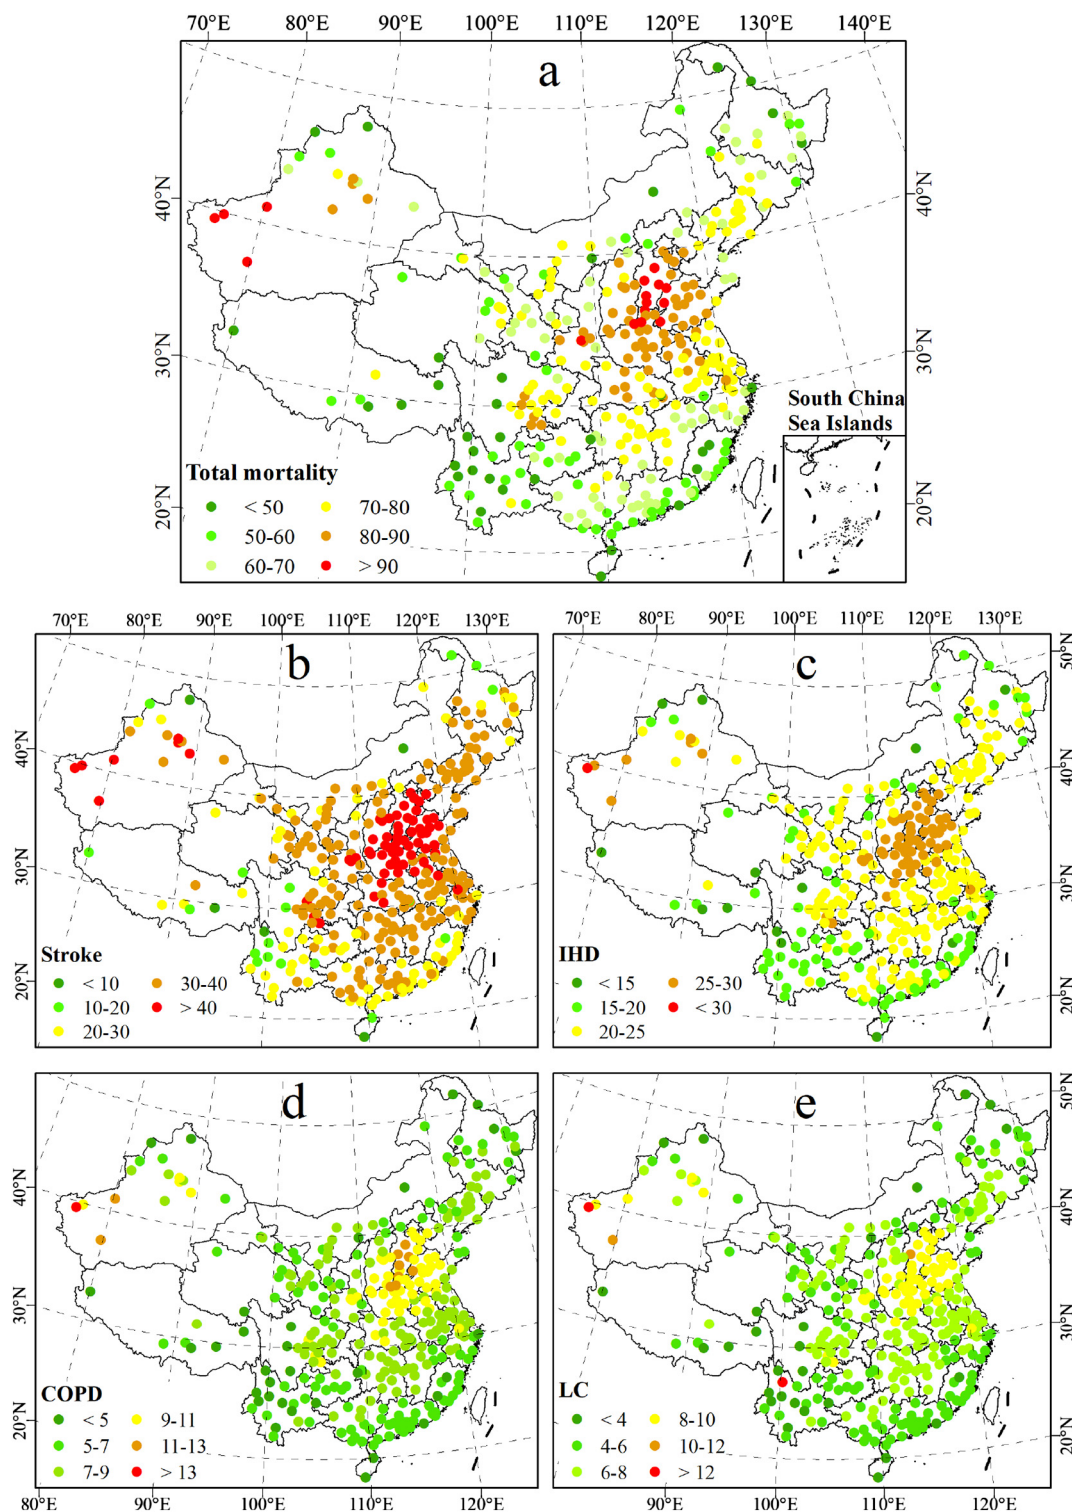 70°E 80°E 90°E 100°E 110°E 120°E 130°E 140°E
a
40°N 40°N
30°N 30°N
20°N 20°N
South China
Sea Islands
Total mortality
< 50 70-80
50-60 80-90
60-70 > 90
70°E 80°E 90°E 100°E 110°E 120°E 130°E
b
40°N
30°N
20°N
Stroke
< 10 30-40
10-20 > 40
20-30
70°E 80°E 90°E 100°E 110°E 120°E 130°E
c
50°N
40°N
30°N
20°N
IHD
< 15 25-30
15-20 < 30
20-25
d
40°N
30°N
20°N
COPD
< 5 9-11
5-7 11-13
7-9 > 13
80°E 90°E 100°E 110°E 120°E
e
50°N
40°N
30°N
20°N
LC
< 4 8-10
4-6 10-12
6-8 > 12
90°E 100°E 110°E 120°E